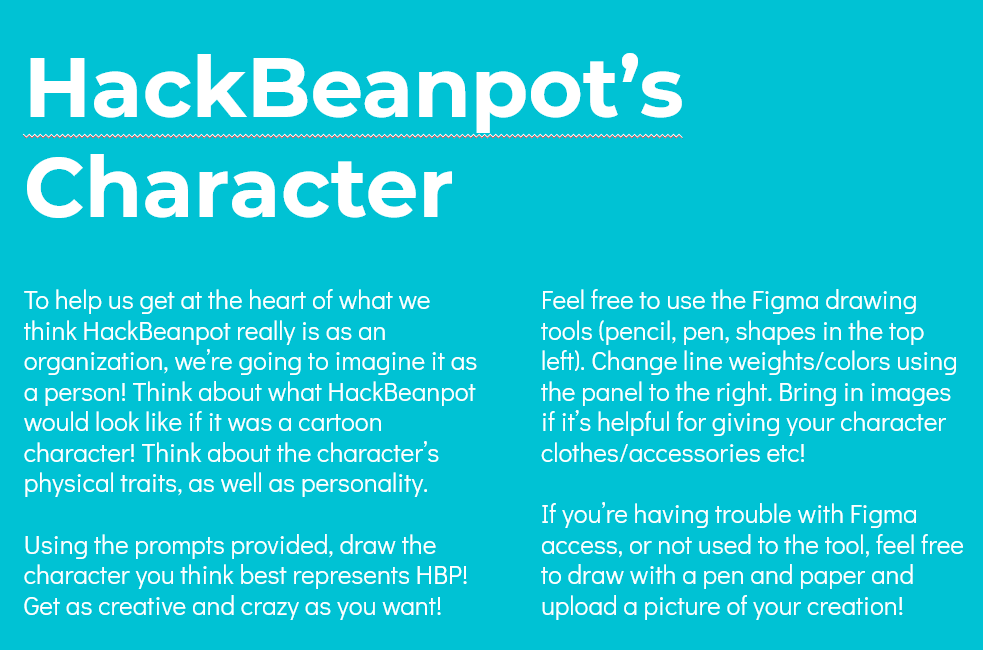 HackBeanpot’s
Character
To help us get at the heart of what we
think HackBeanpot really is as an
organization, we’re going to imagine it as
a person! Think about what HackBeanpot
would look like if it was a cartoon
character! Think about the character’s
physical traits, as well as personality.
Using the prompts provided, draw the
character you think best represents HBP!
Get as creative and crazy as you want!
Feel free to use the Figma drawing
tools (pencil, pen, shapes in the top
left). Change line weights/colors using
the panel to the right. Bring in images
if it’s helpful for giving your character
clothes/accessories etc!
If you’re having trouble with Figma
access, or not used to the tool, feel free
to draw with a pen and paper and
upload a picture of your creation!